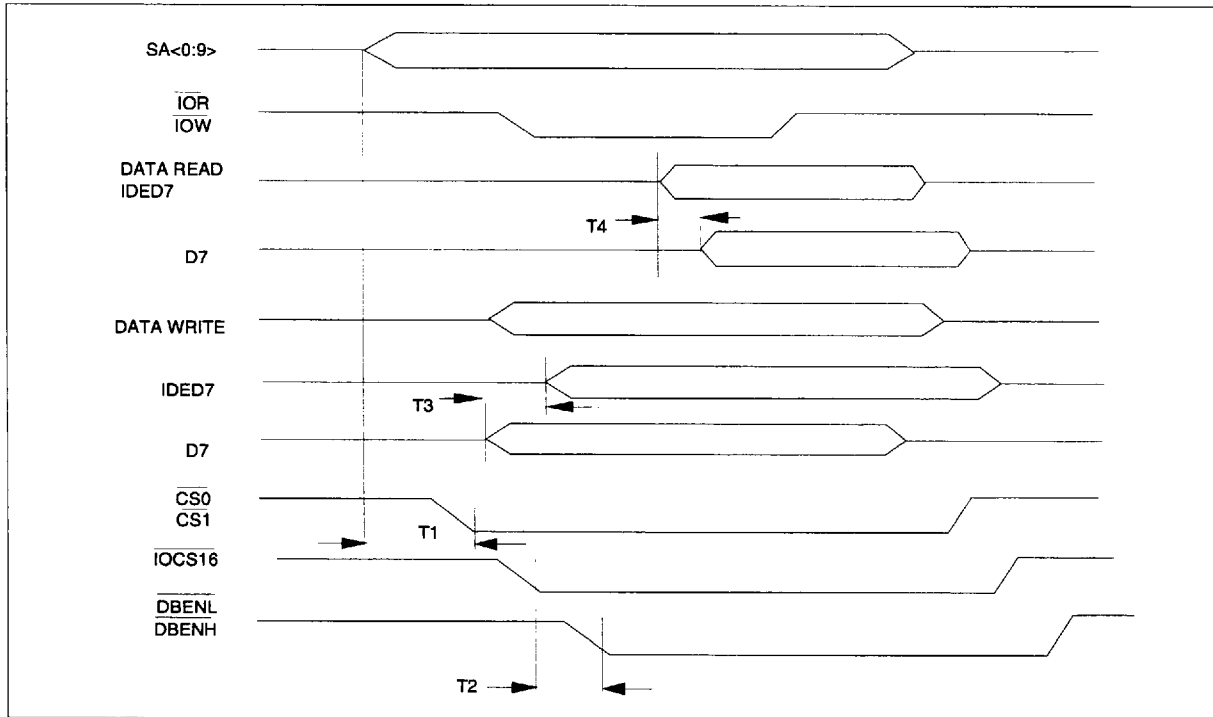 SA<0:9>
IOR
IOW
DATA READ
IDED7
T4
D7
DATA WRITE
IDED7
T3
D7
CS0
CS1
T1
IOCS16
DBENL
DBENH
T2